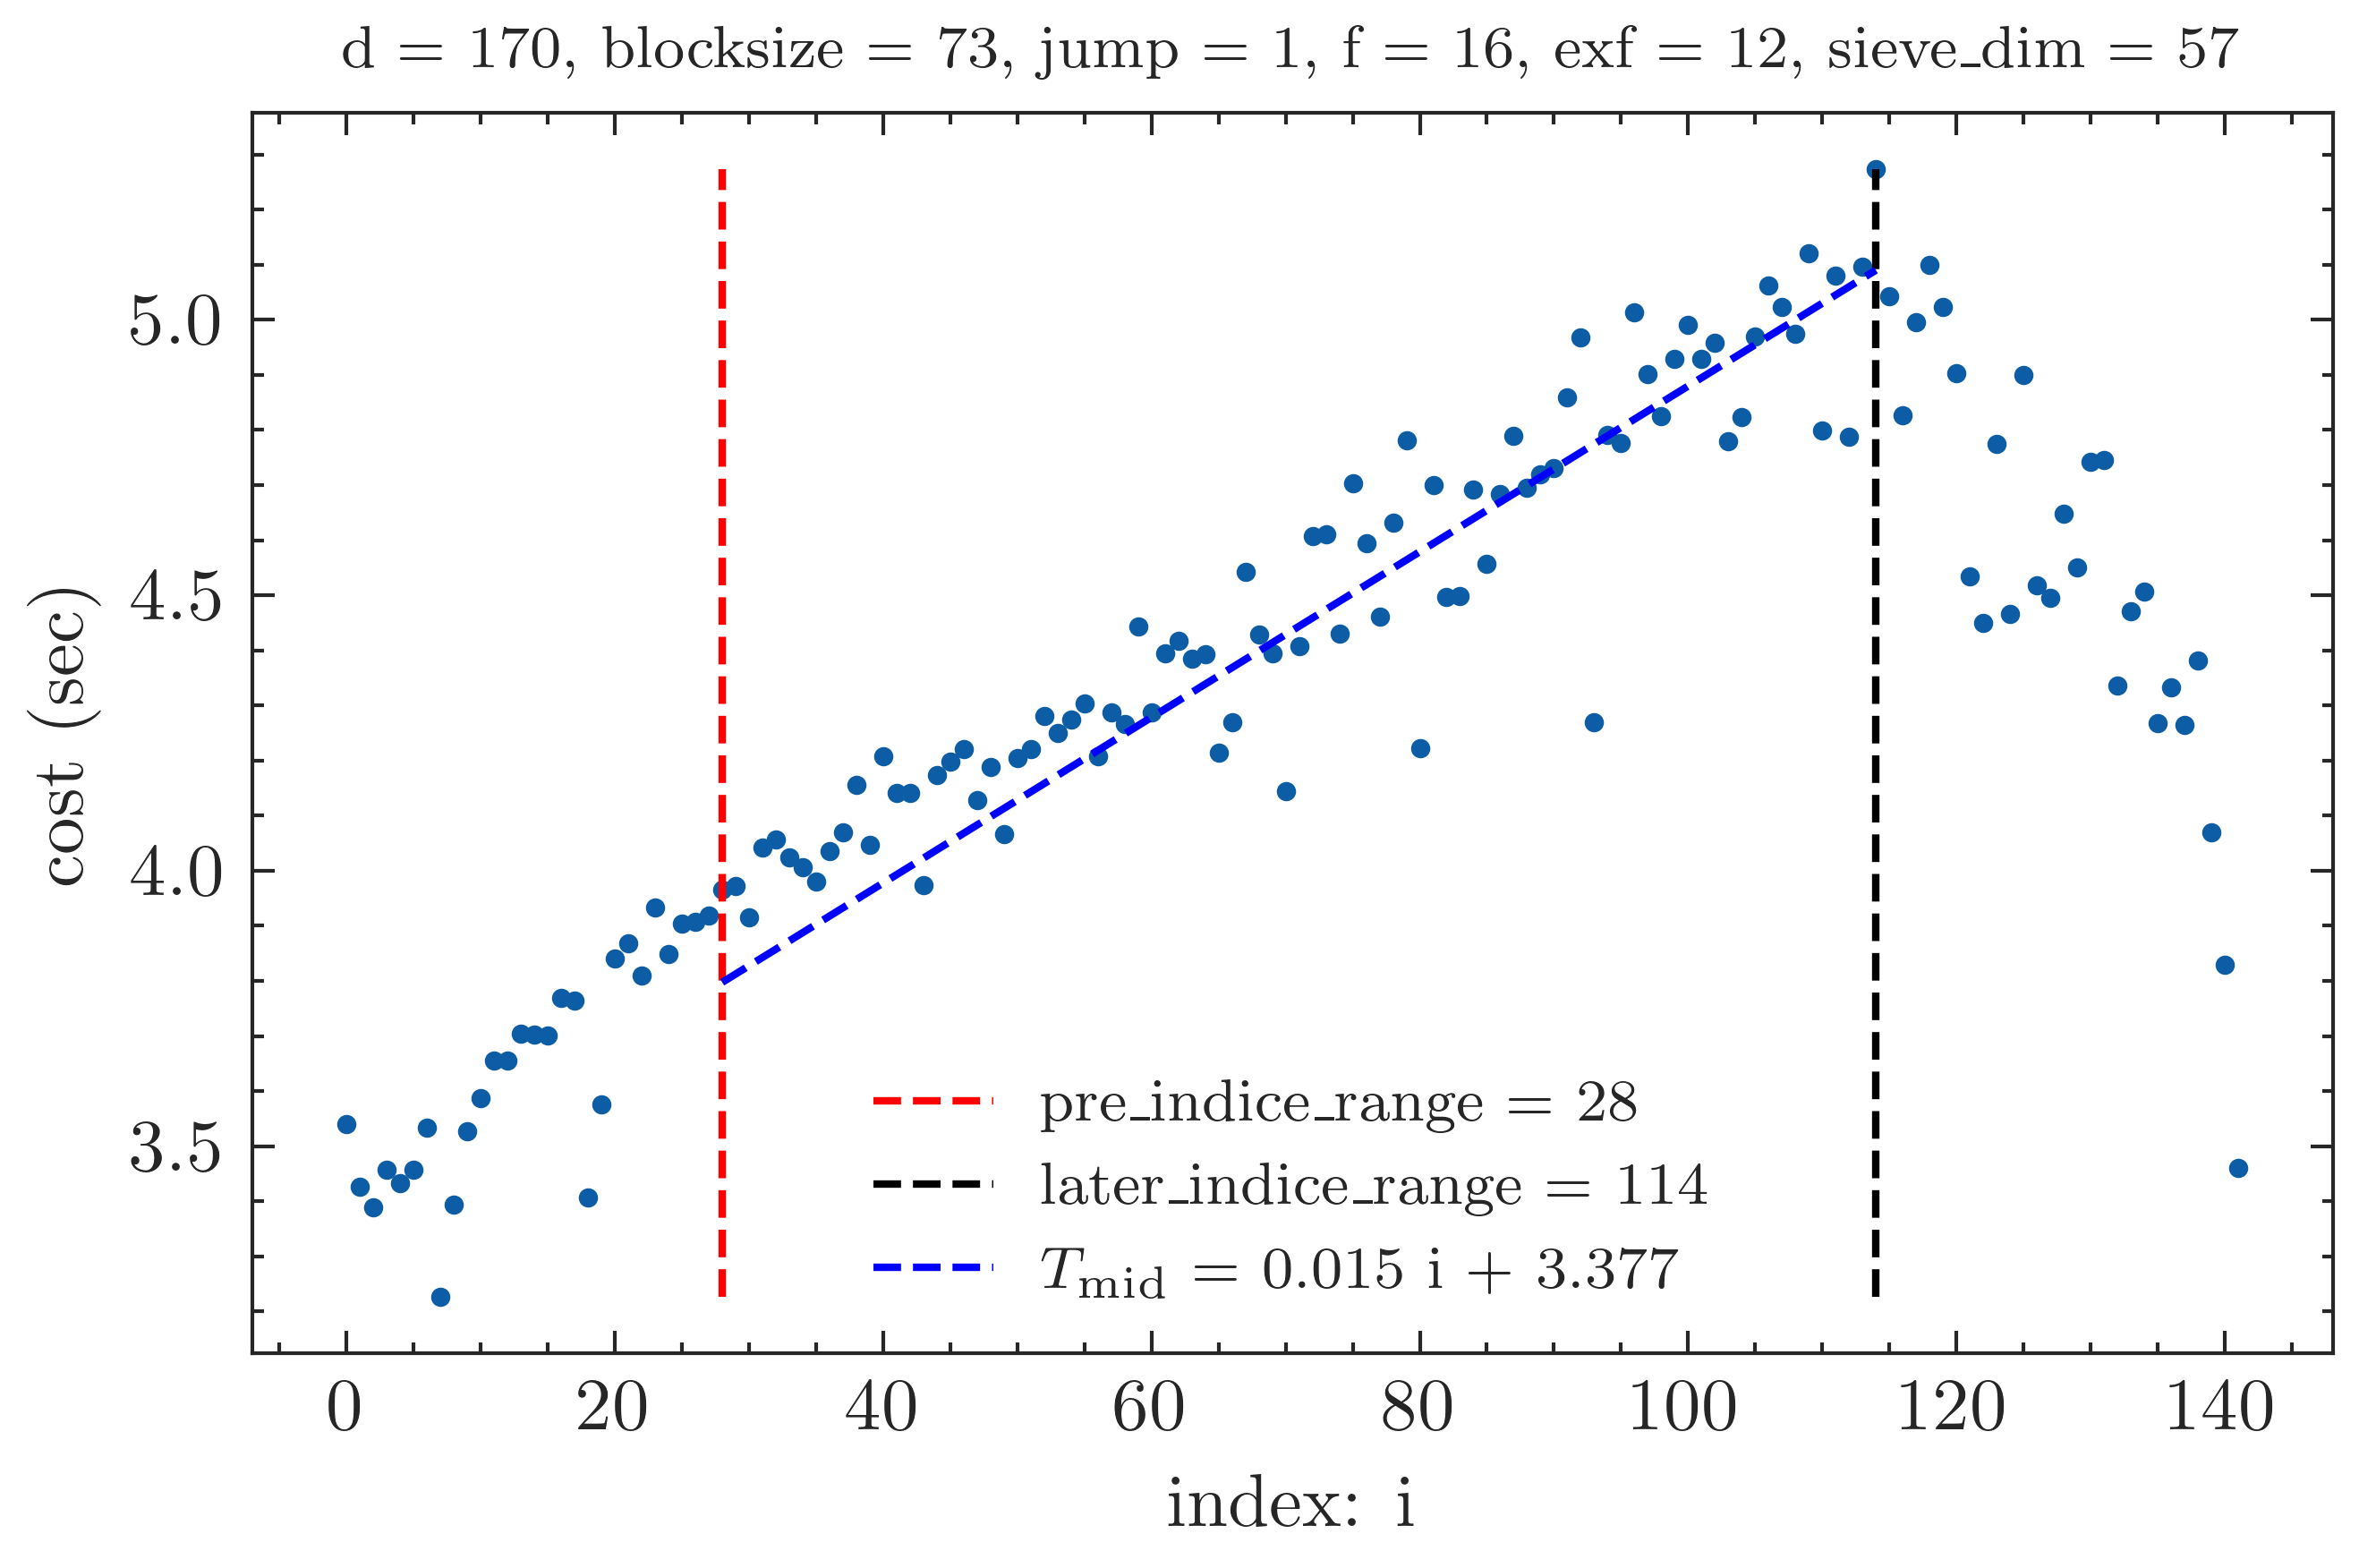 d = 170, blocksize = 73, jump = 1, f = 16, exf = 12, sieve_dim = 57
5.0
4.5
4.0
3.5
cost (sec)
pre_indice_range = 28
later_indice_range = 114
T_mid = 0.015 i + 3.377
0 20 40 60 80 100 120 140
index: i